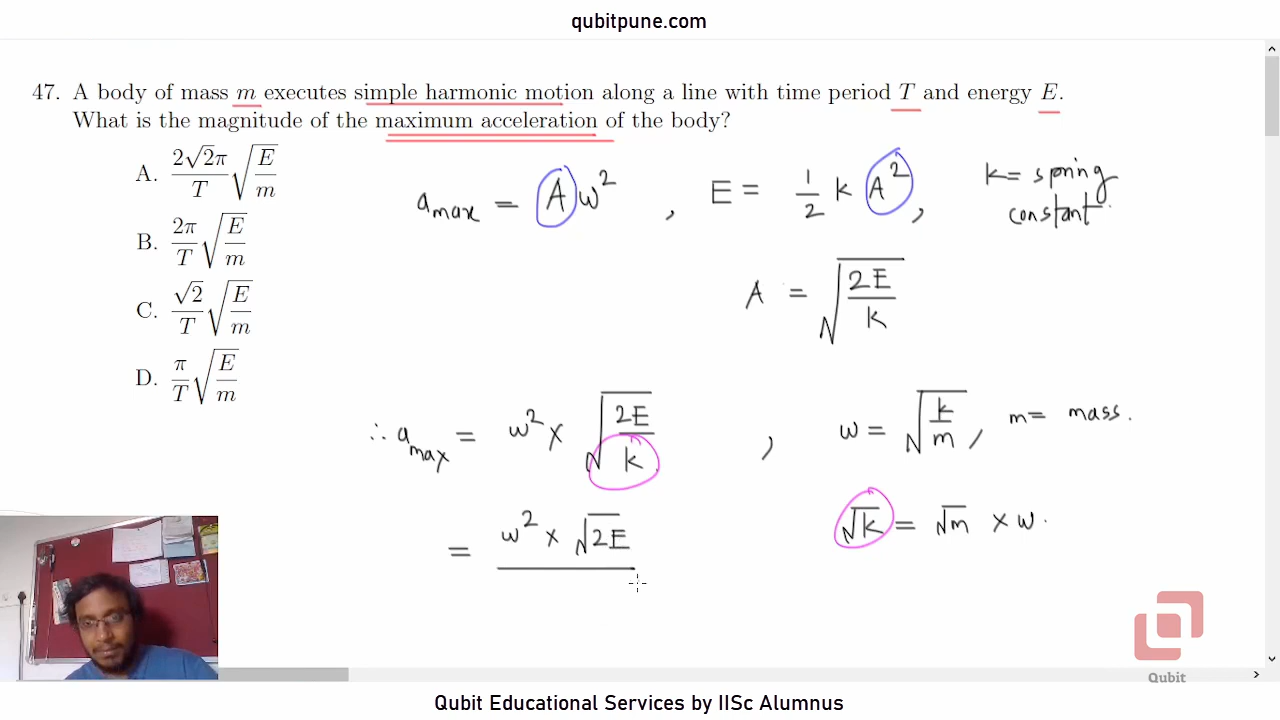 qubitpune.com
47. A body of mass m executes simple harmonic motion along a line with time period T and energy E.
What is the magnitude of the maximum acceleration of the body?
A. 2√2π/T √(E/m)
B. 2π/T √(E/m)
C. √2/T √(E/m)
D. π/T √(E/m)
a_max = Aω² , E = 1/2 k A² , k = spring constant.
A = √(2E/k)
∴ a_max = ω² × √(2E/k) , ω = √(k/m) , m = mass.
= ω² × √2E
√k = √m × ω.
Qubit
Qubit Educational Services by IISc Alumnus